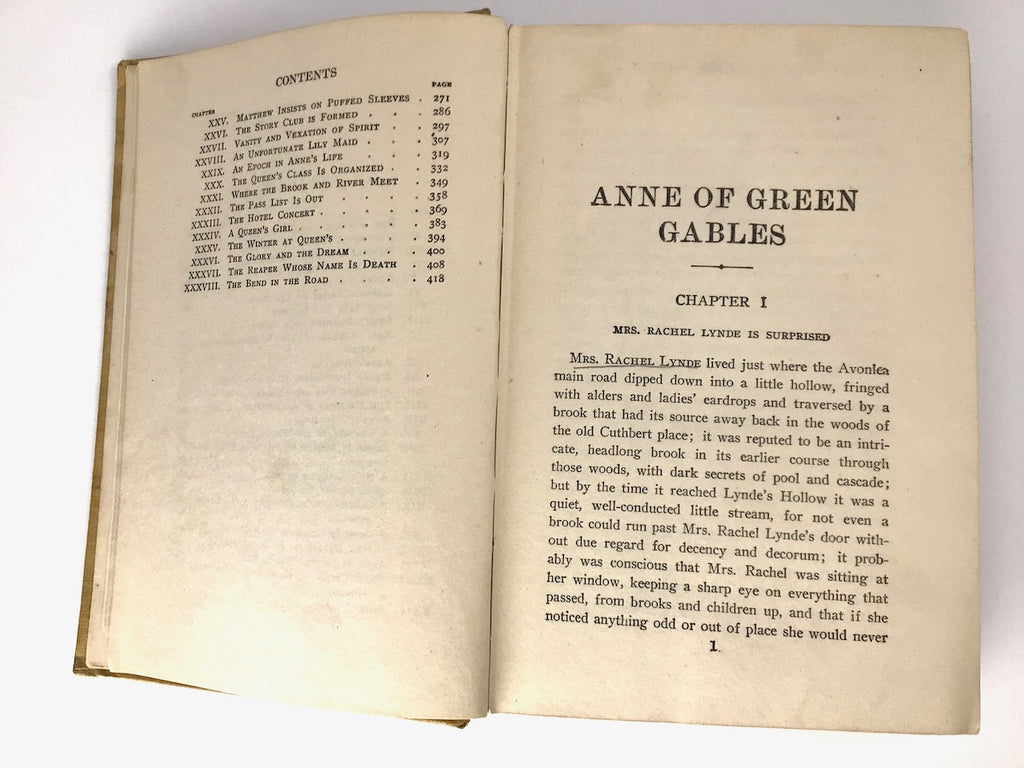 CONTENTS
CHAPTER PAGE
XXV. MATTHEW INSISTS ON PUFFED SLEEVES . 271
XXVI. THE STORY CLUB IS FORMED . . . 286
XXVII. VANITY AND VEXATION OF SPIRIT . . 297
XXVIII. AN UNFORTUNATE LILY MAID . . . 307
XXIX. AN EPOCH IN ANNE'S LIFE . . . 319
XXX. THE QUEEN'S CLASS IS ORGANIZED . . 332
XXXI. WHERE THE BROOK AND RIVER MEET . 349
XXXII. THE PASS LIST IS OUT . . . . 358
XXXIII. THE HOTEL CONCERT . . . . . 369
XXXIV. A QUEEN'S GIRL . . . . . . 383
XXXV. THE WINTER AT QUEEN'S . . . . 394
XXXVI. THE GLORY AND THE DREAM . . . 400
XXXVII. THE REAPER WHOSE NAME IS DEATH . 408
XXXVIII. THE BEND IN THE ROAD . . . . 418
ANNE OF GREEN
GABLES
CHAPTER I
MRS. RACHEL LYNDE IS SURPRISED
MRS. RACHEL LYNDE lived just where the Avonlea
main road dipped down into a little hollow, fringed
with alders and ladies' eardrops and traversed by a
brook that had its source away back in the woods of
the old Cuthbert place; it was reputed to be an intri-
cate, headlong brook in its earlier course through
those woods, with dark secrets of pool and cascade;
but by the time it reached Lynde's Hollow it was a
quiet, well-conducted little stream, for not even a
brook could run past Mrs. Rachel Lynde's door with-
out due regard for decency and decorum; it prob-
ably was conscious that Mrs. Rachel was sitting at
her window, keeping a sharp eye on everything that
passed, from brooks and children up, and that if she
noticed anything odd or out of place she would never
1